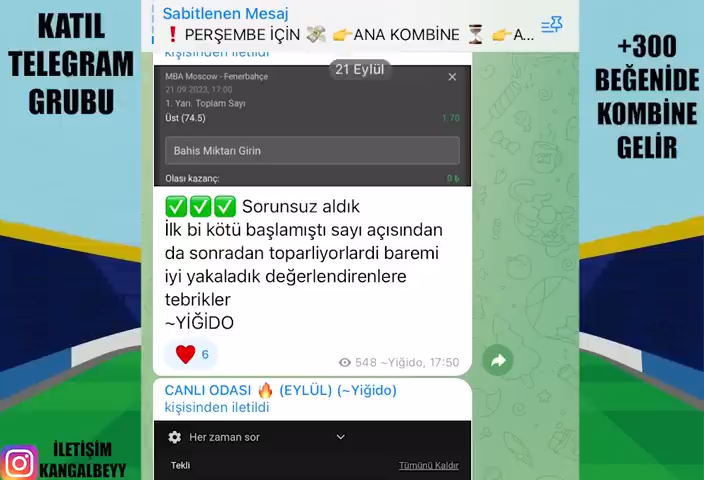 KATIL
TELEGRAM
GRUBU
Sabitlenen Mesaj
❗ PERŞEMBE İÇİN 💸 👉ANA KOMBİNE ⏳ 👉A...
kişisinden iletildi
21 Eylül
MBA Moscow - Fenerbahçe
21 09 2023, 17:00
1. Yarı. Toplam Sayı
Üst (74.5)
1.70
Bahis Miktarı Girin
Olası kazanç:
0 ₺
✅✅✅ Sorunsuz aldık
İlk bi kötü başlamıştı sayı açısından
da sonradan toparliyorlardi baremi
iyi yakaladık değerlendirenlere
tebrikler
~YİĞİDO
❤️ 6
548 ~Yiğido, 17:50
CANLI ODASI 🔥 (EYLÜL) (~Yiğido)
kişisinden iletildi
Her zaman sor
Tekli
Tümünü Kaldır
+300
BEĞENİDE
KOMBİNE
GELİR
İLETİŞİM
KANGALBEYY